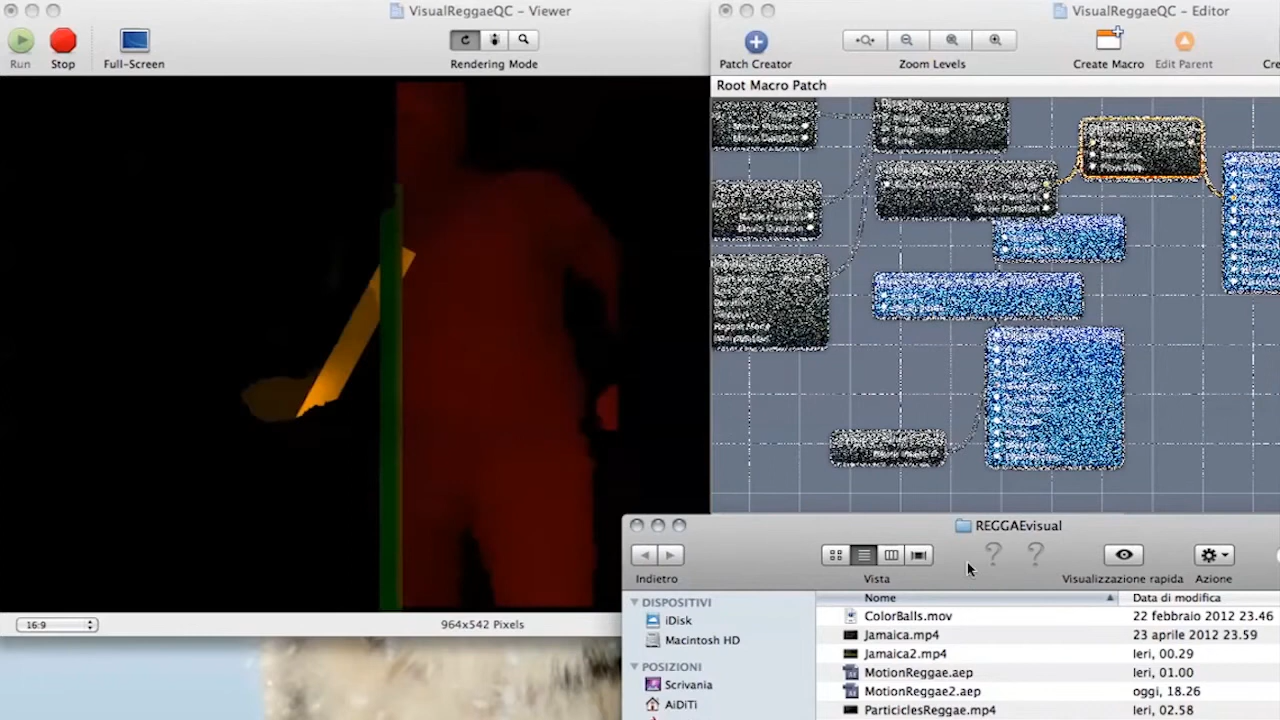 VisualReggaeQC – Viewer
Run
Stop
Full-Screen
Rendering Mode
16:9
964x542 Pixels
VisualReggaeQC – Editor
Patch Creator
Zoom Levels
Create Macro
Edit Parent
Cre
Root Macro Patch
REGGAEvisual
Indietro
Vista
Visualizzazione rapida
Azione
DISPOSITIVI
iDisk
Macintosh HD
POSIZIONI
Scrivania
AiDiTi
Nome
Data di modifica
ColorBalls.mov
22 febbraio 2012 23.46
Jamaica.mp4
23 aprile 2012 23.59
Jamaica2.mp4
Ieri, 00.29
MotionReggae.aep
Ieri, 01.00
MotionReggae2.aep
oggi, 18.26
ParticiclesReggae.mp4
Ieri, 02.58